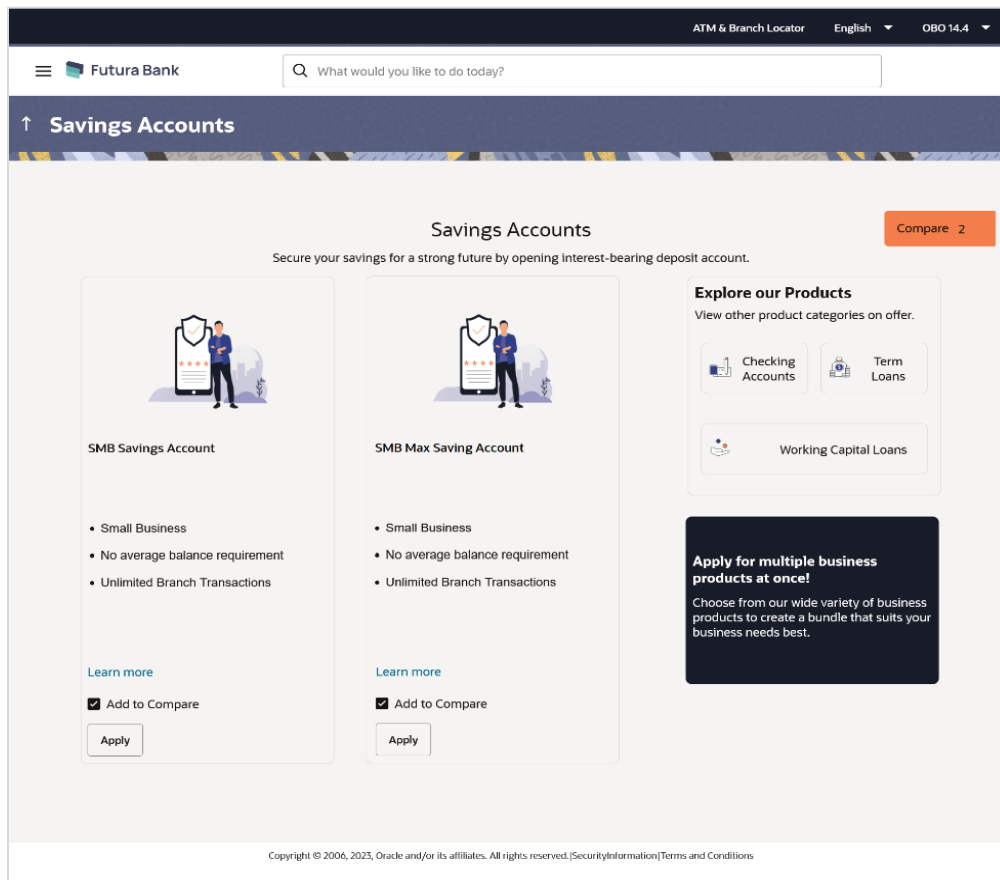 ATM & Branch Locator English OBO 14.4
Futura Bank
What would you like to do today?
Savings Accounts
Savings Accounts
Compare 2
Secure your savings for a strong future by opening interest-bearing deposit account.
SMB Savings Account
• Small Business
• No average balance requirement
• Unlimited Branch Transactions
Learn more
Add to Compare
Apply
SMB Max Saving Account
• Small Business
• No average balance requirement
• Unlimited Branch Transactions
Learn more
Add to Compare
Apply
Explore our Products
View other product categories on offer.
Checking
Accounts
Term
Loans
Working Capital Loans
Apply for multiple business
products at once!
Choose from our wide variety of business
products to create a bundle that suits your
business needs best.
Copyright © 2006, 2023, Oracle and/or its affiliates. All rights reserved.|SecurityInformation|Terms and Conditions